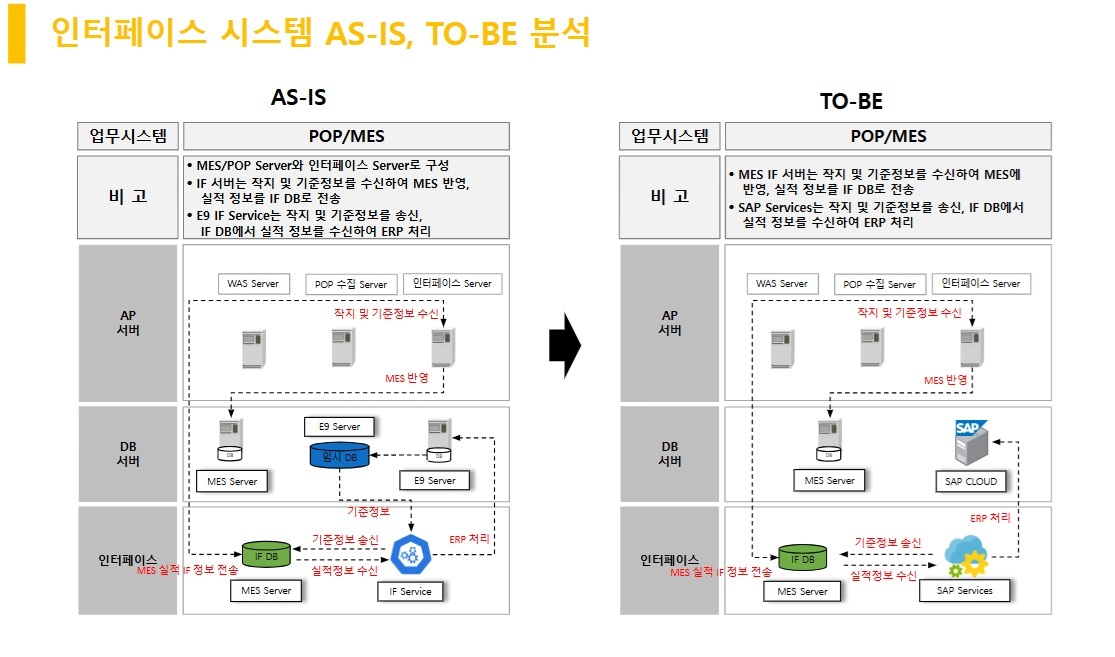 인터페이스 시스템 AS-IS, TO-BE 분석
AS-IS
업무시스템
POP/MES
비 고
• MES/POP Server와 인터페이스 Server로 구성
• IF 서버는 작지 및 기준정보를 수신하여 MES 반영,
실적 정보를 IF DB로 전송
• E9 IF Service는 작지 및 기준정보를 송신,
IF DB에서 실적 정보를 수신하여 ERP 처리
AP
서버
WAS Server
POP 수집 Server
인터페이스 Server
작지 및 기준정보 수신
MES 반영
DB
서버
DB
MES Server
E9 Server
임시 DB
DB
E9 Server
기준정보
인터페이스
IF DB
기준정보 송신
ERP 처리
MES 실적 IF 정보 전송
실적정보 수신
MES Server
IF Service
TO-BE
업무시스템
POP/MES
비 고
• MES IF 서버는 작지 및 기준정보를 수신하여 MES에
반영, 실적 정보를 IF DB로 전송
• SAP Services는 작지 및 기준정보를 송신, IF DB에서
실적 정보를 수신하여 ERP 처리
AP
서버
WAS Server
POP 수집 Server
인터페이스 Server
작지 및 기준정보 수신
MES 반영
DB
서버
DB
MES Server
SAP
SAP CLOUD
ERP 처리
인터페이스
IF DB
기준정보 송신
MES 실적 IF 정보 전송
실적정보 수신
MES Server
SAP Services